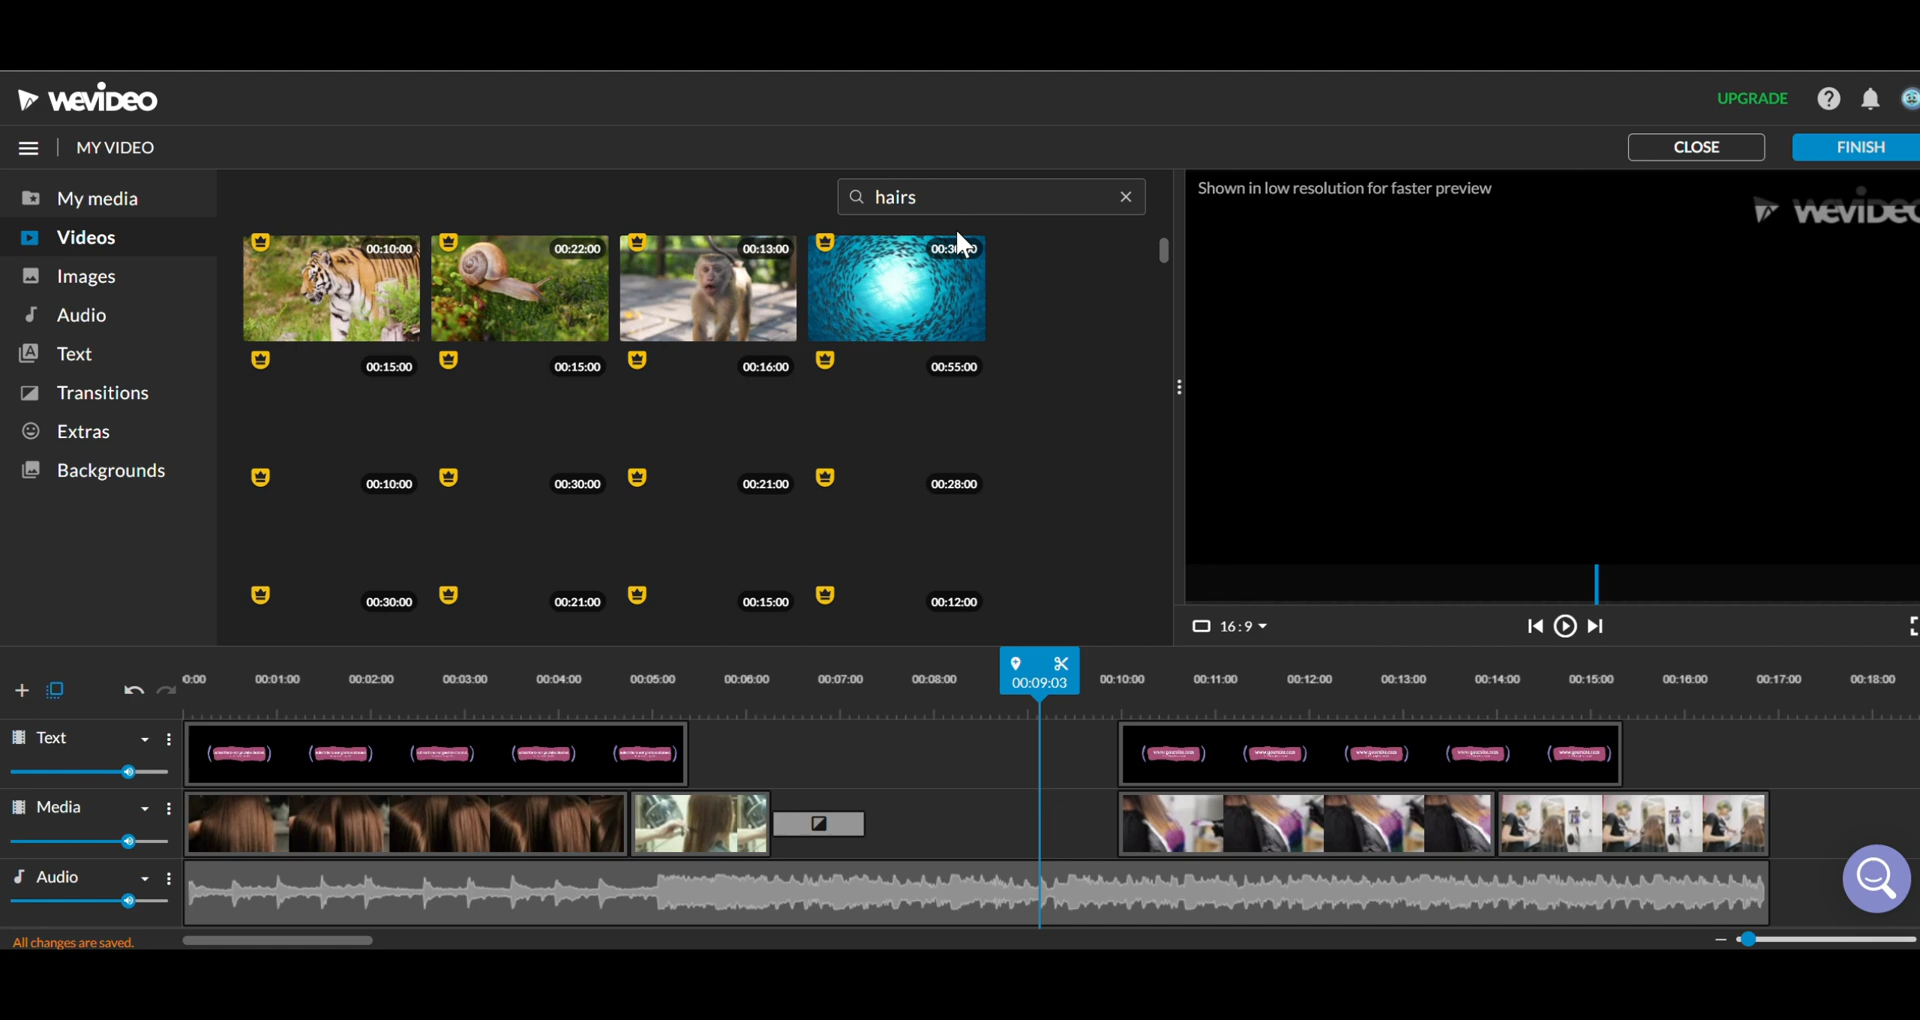 WEVIDEO
UPGRADE
MY VIDEO
CLOSE
FINISH
My media
Videos
Images
Audio
Text
Transitions
Extras
Backgrounds
hairs
00:10:00
00:22:00
00:13:00
00:15:00
00:15:00
00:16:00
00:55:00
00:10:00
00:30:00
00:21:00
00:28:00
00:30:00
00:21:00
00:15:00
00:12:00
Shown in low resolution for faster preview
16:9
00:01:00
00:02:00
00:03:00
00:04:00
00:05:00
00:06:00
00:07:00
00:08:00
00:09:03
00:10:00
00:11:00
00:12:00
00:13:00
00:14:00
00:15:00
00:16:00
00:17:00
00:18:00
Text
Media
Audio
All changes are saved.